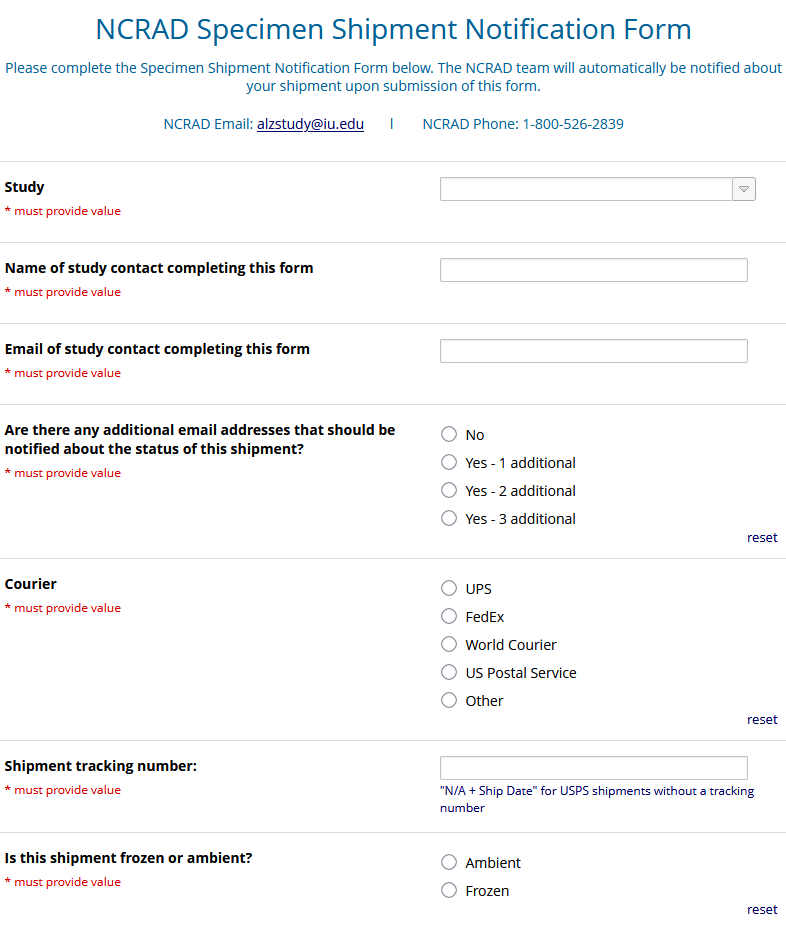 NCRAD Specimen Shipment Notification Form
Please complete the Specimen Shipment Notification Form below. The NCRAD team will automatically be notified about
your shipment upon submission of this form.
NCRAD Email: alzstudy@iu.edu | NCRAD Phone: 1-800-526-2839
Study
* must provide value
Name of study contact completing this form
* must provide value
Email of study contact completing this form
* must provide value
Are there any additional email addresses that should be
notified about the status of this shipment?
* must provide value
No
Yes - 1 additional
Yes - 2 additional
Yes - 3 additional
reset
Courier
* must provide value
UPS
FedEx
World Courier
US Postal Service
Other
reset
Shipment tracking number:
* must provide value
"N/A + Ship Date" for USPS shipments without a tracking
number
Is this shipment frozen or ambient?
* must provide value
Ambient
Frozen
reset